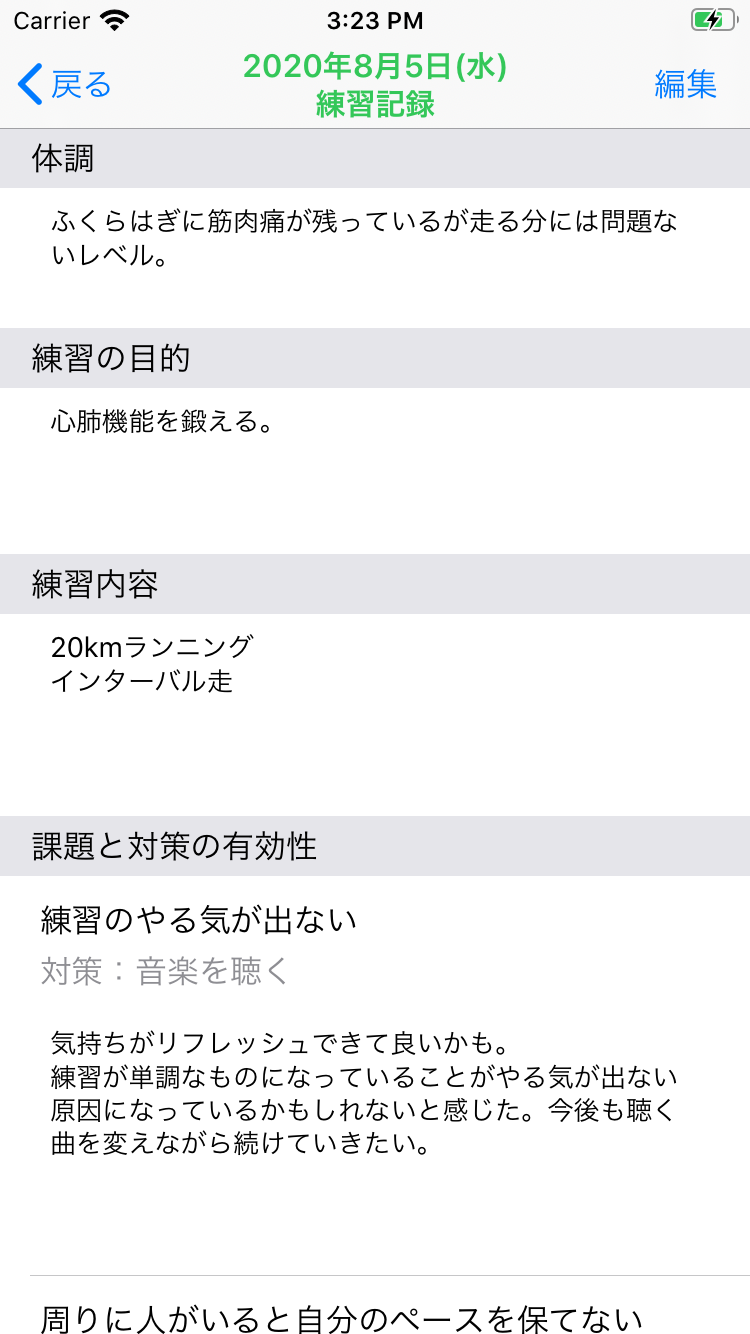 Carrier 3:23 PM
戻る 2020年8月5日(水) 編集
練習記録
体調
ふくらはぎに筋肉痛が残っているが走る分には問題な
いレベル。
練習の目的
心肺機能を鍛える。
練習内容
20kmランニング
インターバル走
課題と対策の有効性
練習のやる気が出ない
対策：音楽を聴く
気持ちがリフレッシュできて良いかも。
練習が単調なものになっていることがやる気が出ない
原因になっているかもしれないと感じた。今後も聴く
曲を変えながら続けていきたい。
周りに人がいると自分のペースを保てない